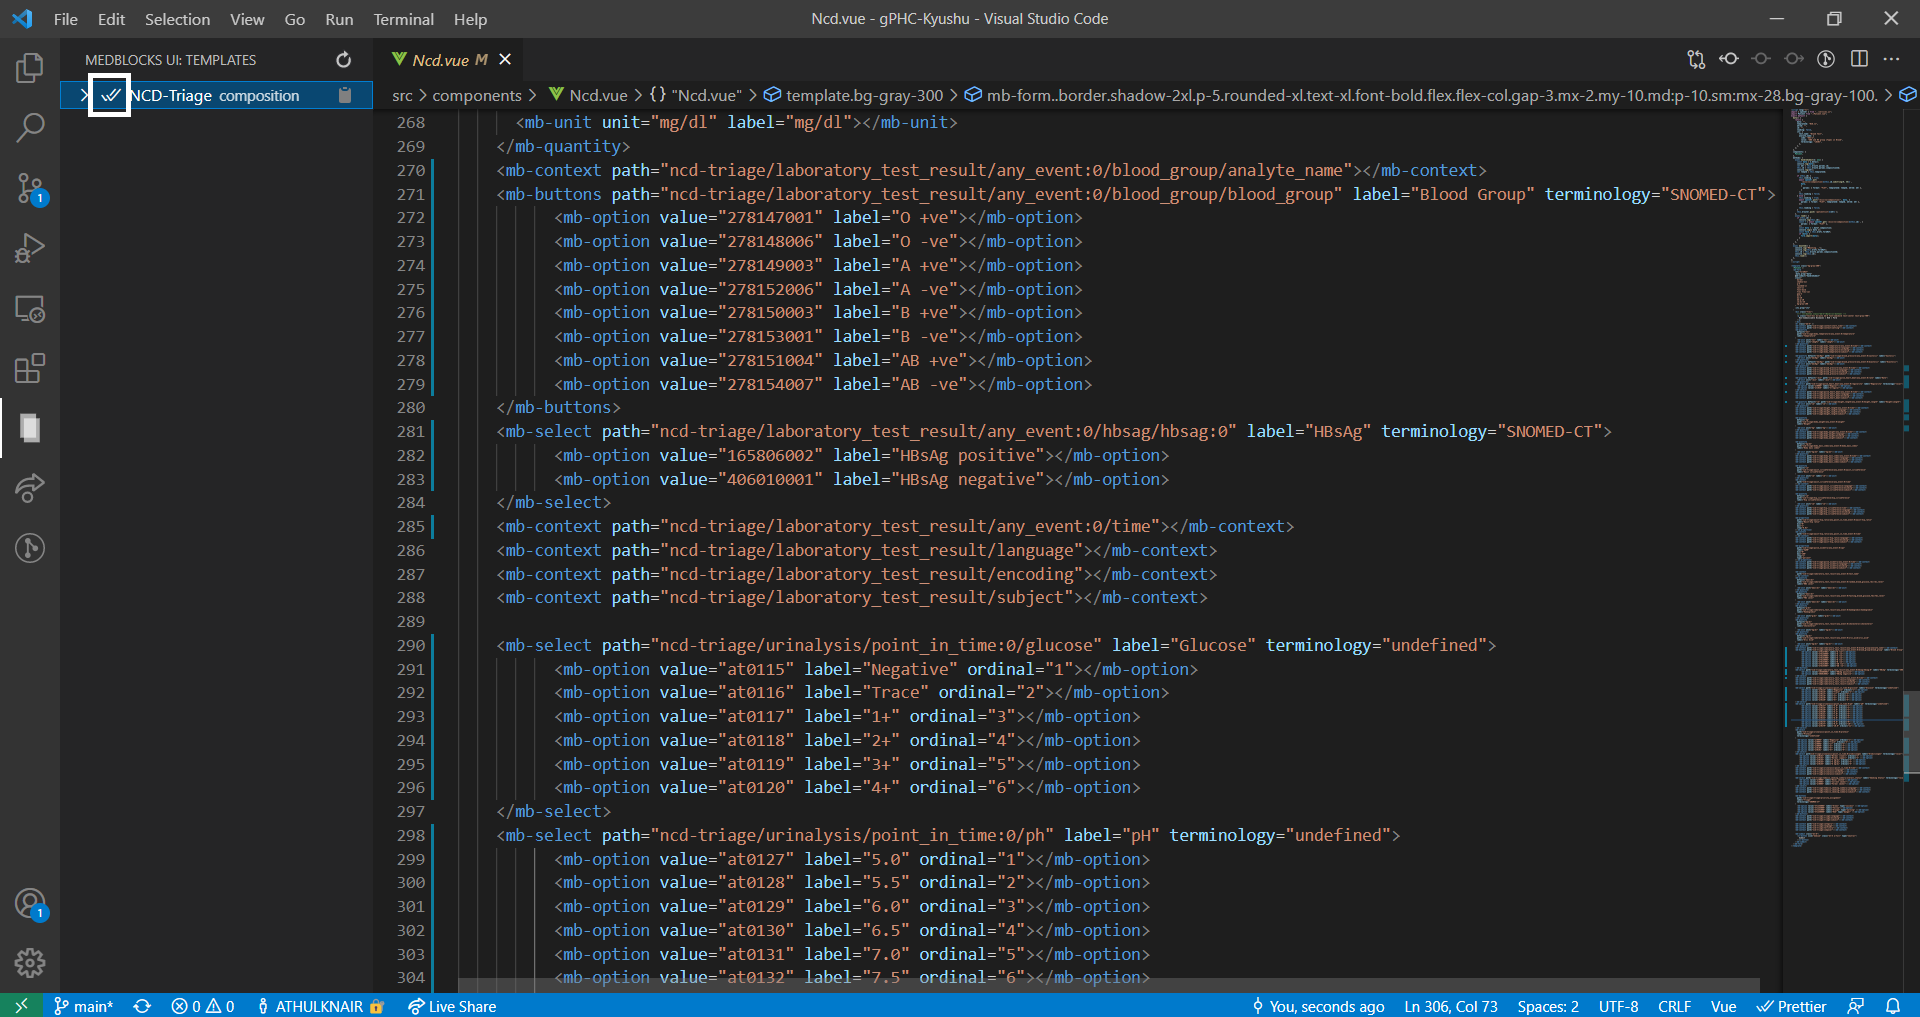 File Edit Selection View Go Run Terminal Help
Ncd.vue - gPHC-Kyushu - Visual Studio Code
MEDBLOCKS UI: TEMPLATES
NCD-Triage composition
Ncd.vue M
src > components > Ncd.vue > {} "Ncd.vue" > template.bg-gray-300 > mb-form..border.shadow-2xl.p-5.rounded-xl.text-xl.font-bold.flex.flex-col.gap-3.mx-2.my-10.md:p-10.sm:mx-28.bg-gray-100. >
268 <mb-unit unit="mg/dl" label="mg/dl"></mb-unit>
269 </mb-quantity>
270 <mb-context path="ncd-triage/laboratory_test_result/any_event:0/blood_group/analyte_name"></mb-context>
271 <mb-buttons path="ncd-triage/laboratory_test_result/any_event:0/blood_group/blood_group" label="Blood Group" terminology="SNOMED-CT">
272 <mb-option value="278147001" label="O +ve"></mb-option>
273 <mb-option value="278148006" label="O -ve"></mb-option>
274 <mb-option value="278149003" label="A +ve"></mb-option>
275 <mb-option value="278152006" label="A -ve"></mb-option>
276 <mb-option value="278150003" label="B +ve"></mb-option>
277 <mb-option value="278153001" label="B -ve"></mb-option>
278 <mb-option value="278151004" label="AB +ve"></mb-option>
279 <mb-option value="278154007" label="AB -ve"></mb-option>
280 </mb-buttons>
281 <mb-select path="ncd-triage/laboratory_test_result/any_event:0/hbsag/hbsag:0" label="HBsAg" terminology="SNOMED-CT">
282 <mb-option value="165806002" label="HBsAg positive"></mb-option>
283 <mb-option value="406010001" label="HBsAg negative"></mb-option>
284 </mb-select>
285 <mb-context path="ncd-triage/laboratory_test_result/any_event:0/time"></mb-context>
286 <mb-context path="ncd-triage/laboratory_test_result/language"></mb-context>
287 <mb-context path="ncd-triage/laboratory_test_result/encoding"></mb-context>
288 <mb-context path="ncd-triage/laboratory_test_result/subject"></mb-context>
289
290 <mb-select path="ncd-triage/urinalysis/point_in_time:0/glucose" label="Glucose" terminology="undefined">
291 <mb-option value="at0115" label="Negative" ordinal="1"></mb-option>
292 <mb-option value="at0116" label="Trace" ordinal="2"></mb-option>
293 <mb-option value="at0117" label="1+" ordinal="3"></mb-option>
294 <mb-option value="at0118" label="2+" ordinal="4"></mb-option>
295 <mb-option value="at0119" label="3+" ordinal="5"></mb-option>
296 <mb-option value="at0120" label="4+" ordinal="6"></mb-option>
297 </mb-select>
298 <mb-select path="ncd-triage/urinalysis/point_in_time:0/ph" label="pH" terminology="undefined">
299 <mb-option value="at0127" label="5.0" ordinal="1"></mb-option>
300 <mb-option value="at0128" label="5.5" ordinal="2"></mb-option>
301 <mb-option value="at0129" label="6.0" ordinal="3"></mb-option>
302 <mb-option value="at0130" label="6.5" ordinal="4"></mb-option>
303 <mb-option value="at0131" label="7.0" ordinal="5"></mb-option>
304 <mb-option value="at0132" label="7.5" ordinal="6"></mb-option>
1
1
main* 0 0 ATHULKNAIR Live Share You, seconds ago Ln 306, Col 73 Spaces: 2 UTF-8 CRLF Vue Prettier